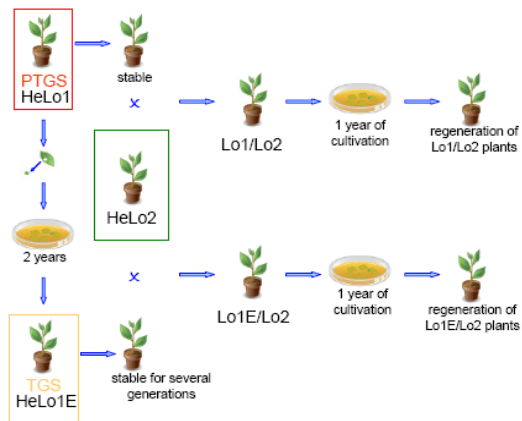 PTGS
HeLo1
stable
x
Lo1/Lo2
1 year of
cultivation
regeneration of
Lo1/Lo2 plants
HeLo2
2 years
x
Lo1E/Lo2
1 year of
cultivation
regeneration of
Lo1E/Lo2 plants
TGS
HeLo1E
stable for several
generations